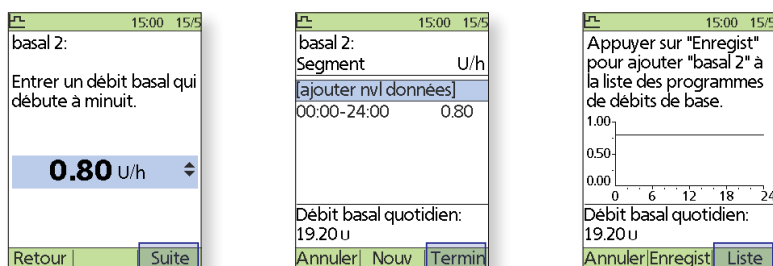 15:00 15/5
basal 2:
Entrer un débit basal qui
débute à minuit.
0.80 U/h
Retour | Suite
15:00 15/5
basal 2:
Segment U/h
[ajouter nvl données]
00:00-24:00 0.80
Débit basal quotidien:
19.20 U
Annuler| Nouv |Termin
15:00 15/5
Appuyer sur "Enregist"
pour ajouter "basal 2" à
la liste des programmes
de débits de base.
1.00
0.50
0.00
0 6 12 18 24
Débit basal quotidien:
19.20 U
Annuler|Enregist| Liste